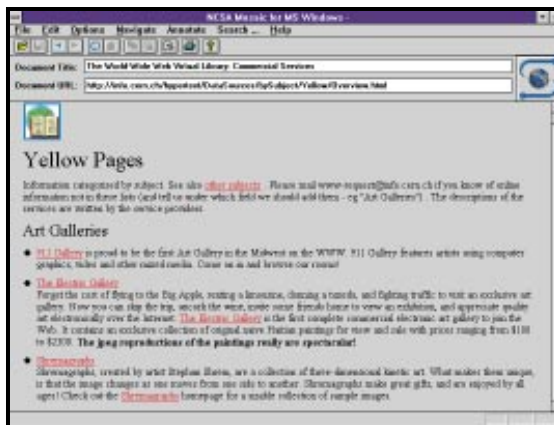 NCSA Mosaic for MS Windows -
File Edit Options Navigate Annotate Search ... Help
Document Title: The World Wide Web Virtual Library: Commercial Services
Document URL: http://info.cern.ch/hypertext/DataSources/bySubject/Yellow/Overview.html
Yellow Pages
Information categorized by subject. See also other subjects . Please mail www-request@info.cern.ch if you know of online
information not in these lists (and tell us under which field we should add them - eg "Art Galleries") . The descriptions of the
services are written by the service providers.
Art Galleries
911 Gallery is proud to be the first Art Gallery in the Midwest on the WWW. 911 Gallery features artists using computer
graphics, video and other mixed media. Come on in and browse our rooms!
The Electric Gallery
Forget the cost of flying to the Big Apple, renting a limousine, donning a tuxedo, and fighting traffic to visit an exclusive art
gallery. Now you can skip the trip, uncork the wine, invite some friends home to view an exhibition, and appreciate quality
art electronically over the Internet. The Electric Gallery is the first complete commercial electronic art gallery to join the
Web. It contains an exclusive collection of original naive Haitian paintings for view and sale with prices ranging from $100
to $2300. The jpeg reproductions of the paintings really are spectacular!
Shromagraphs
Shromagraphs, created by artist Stephan are a collection of three-dimensional kinetic art. What makes them unique,
is that the image changes as one moves from one side to another. Shromagraphs make great gifts, and are enjoyed by all
ages! Check out the Shromagraphs homepage for a sizable collection of sample images.